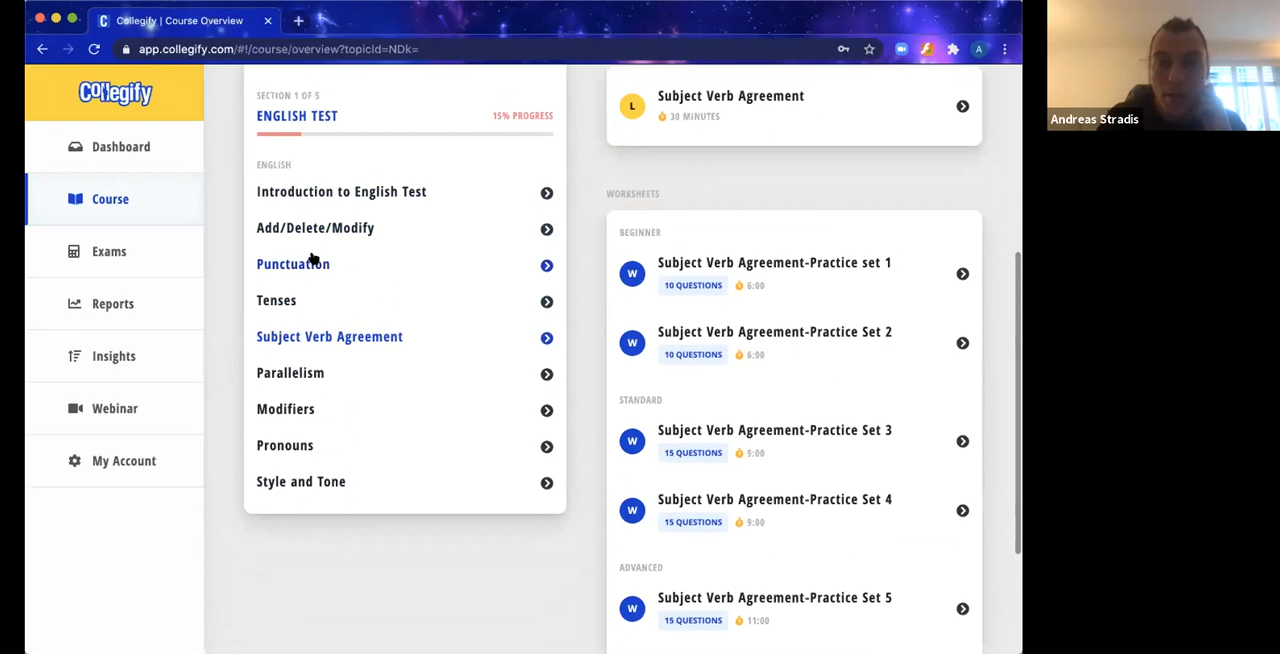 Collegify | Course Overview
app.collegify.com/#!/course/overview?topicId=NDk=
A
Collegify
Dashboard
Course
Exams
Reports
Insights
Webinar
My Account
SECTION 1 OF 5
ENGLISH TEST
15% PROGRESS
ENGLISH
Introduction to English Test
Add/Delete/Modify
Punctuation
Tenses
Subject Verb Agreement
Parallelism
Modifiers
Pronouns
Style and Tone
L
Subject Verb Agreement
30 MINUTES
WORKSHEETS
BEGINNER
W
Subject Verb Agreement-Practice set 1
10 QUESTIONS
6:00
W
Subject Verb Agreement-Practice Set 2
10 QUESTIONS
6:00
STANDARD
W
Subject Verb Agreement-Practice Set 3
15 QUESTIONS
9:00
W
Subject Verb Agreement-Practice Set 4
15 QUESTIONS
9:00
ADVANCED
W
Subject Verb Agreement-Practice Set 5
15 QUESTIONS
11:00
Andreas Stradis